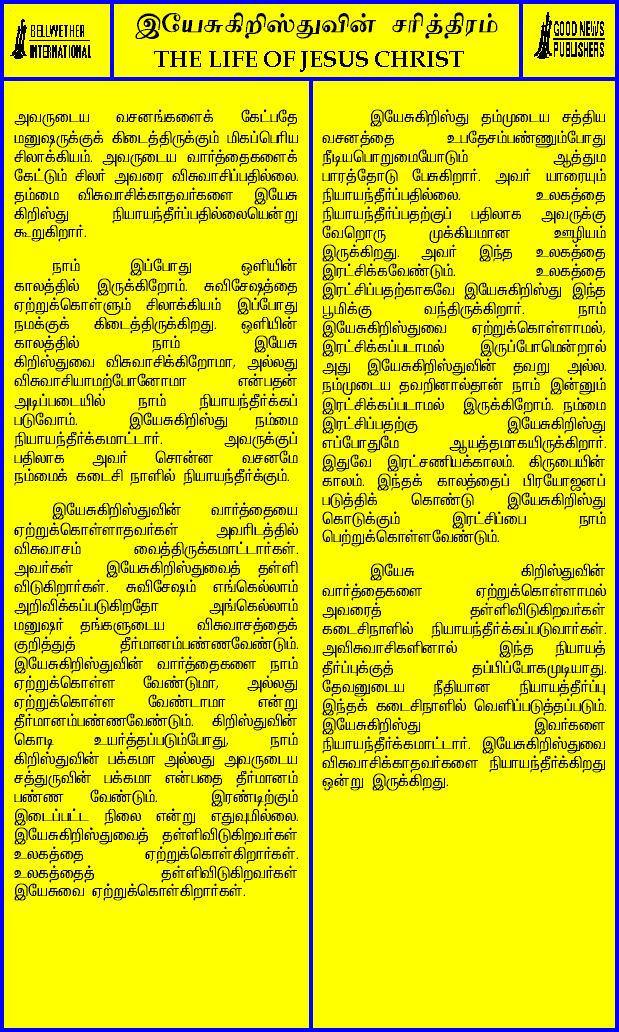 BELLWETHER
INTERNATIONAL
இயேசுகிறிஸ்துவின் சரித்திரம்
THE LIFE OF JESUS CHRIST
GOOD NEWS
PUBLISHERS
அவருடைய வசனங்களைக் கேட்பதே
மனுஷருக்குக் கிடைத்திருக்கும் மிகப்பெரிய
சிலாக்கியம். அவருடைய வார்த்தைகளைக்
கேட்டும் சிலர் அவரை விசுவாசிப்பதில்லை.
தம்மை விசுவாசிக்காதவர்களை இயேசு
கிறிஸ்து நியாயந்தீர்ப்பதில்லையென்று
கூறுகிறார்.
நாம் இப்போது ஒளியின்
காலத்தில் இருக்கிறோம். சுவிசேஷத்தை
ஏற்றுக்கொள்ளும் சிலாக்கியம் இப்போது
நமக்குக் கிடைத்திருக்கிறது. ஒளியின்
காலத்தில் நாம் இயேசு
கிறிஸ்துவை விசுவாசிக்கிறோமா, அல்லது
விசுவாசியாமற்போனோமா என்பதன்
அடிப்படையில் நாம் நியாயந்தீர்க்கப்
படுவோம். இயேசுகிறிஸ்து நம்மை
நியாயந்தீர்க்கமாட்டார். அவருக்குப்
பதிலாக அவர் சொன்ன வசனமே
நம்மைக் கடைசி நாளில் நியாயந்தீர்க்கும்.
இயேசுகிறிஸ்துவின் வார்த்தையை
ஏற்றுக்கொள்ளாதவர்கள் அவரிடத்தில்
விசுவாசம் வைத்திருக்கமாட்டார்கள்.
அவர்கள் இயேசுகிறிஸ்துவைத் தள்ளி
விடுகிறார்கள். சுவிசேஷம் எங்கெல்லாம்
அறிவிக்கப்படுகிறதோ அங்கெல்லாம்
மனுஷர் தங்களுடைய விசுவாசத்தைக்
குறித்துத் தீர்மானம்பண்ணவேண்டும்.
இயேசுகிறிஸ்துவின் வார்த்தைகளை நாம்
ஏற்றுக்கொள்ள வேண்டுமா, அல்லது
ஏற்றுக்கொள்ள வேண்டாமா என்று
தீர்மானம்பண்ணவேண்டும். கிறிஸ்துவின்
கொடி உயர்த்தப்படும்போது, நாம்
கிறிஸ்துவின் பக்கமா அல்லது அவருடைய
சத்துருவின் பக்கமா என்பதை தீர்மானம்
பண்ண வேண்டும். இரண்டிற்கும்
இடைப்பட்ட நிலை என்று எதுவுமில்லை.
இயேசுகிறிஸ்துவைத் தள்ளிவிடுகிறவர்கள்
உலகத்தை ஏற்றுக்கொள்கிறார்கள்.
உலகத்தைத் தள்ளிவிடுகிறவர்கள்
இயேசுவை ஏற்றுக்கொள்கிறார்கள்.
இயேசுகிறிஸ்து தம்முடைய சத்திய
வசனத்தை உபதேசம்பண்ணும்போது
நீடியபொறுமையோடும் ஆத்தும
பாரத்தோடு பேசுகிறார். அவர் யாரையும்
நியாயந்தீர்ப்பதில்லை. உலகத்தை
நியாயந்தீர்ப்பதற்குப் பதிலாக அவருக்கு
வேறொரு முக்கியமான ஊழியம்
இருக்கிறது. அவர் இந்த உலகத்தை
இரட்சிக்கவேண்டும். உலகத்தை
இரட்சிப்பதற்காகவே இயேசுகிறிஸ்து இந்த
பூமிக்கு வந்திருக்கிறார். நாம்
இயேசுகிறிஸ்துவை ஏற்றுக்கொள்ளாமல்,
இரட்சிக்கப்படாமல் இருப்போமென்றால்
அது இயேசுகிறிஸ்துவின் தவறு அல்ல.
நம்முடைய தவறினால்தான் நாம் இன்னும்
இரட்சிக்கப்படாமல் இருக்கிறோம். நம்மை
இரட்சிப்பதற்கு இயேசுகிறிஸ்து
எப்போதுமே ஆயத்தமாகயிருக்கிறார்.
இதுவே இரட்சணியக்காலம். கிருபையின்
காலம். இந்தக் காலத்தைப் பிரயோஜனப்
படுத்திக் கொண்டு இயேசுகிறிஸ்து
கொடுக்கும் இரட்சிப்பை நாம்
பெற்றுக்கொள்ளவேண்டும்.
இயேசு கிறிஸ்துவின்
வார்த்தைகளை ஏற்றுக்கொள்ளாமல்
அவரைத் தள்ளிவிடுகிறவர்கள்
கடைசிநாளில் நியாயந்தீர்க்கப்படுவார்கள்.
அவிசுவாசிகளினால் இந்த நியாயத்
தீர்ப்புக்குத் தப்பிப்போகமுடியாது.
தேவனுடைய நீதியான நியாயத்தீர்ப்பு
இந்தக் கடைசிநாளில் வெளிப்படுத்தப்படும்.
இயேசுகிறிஸ்து இவர்களை
நியாயந்தீர்க்கமாட்டார். இயேசுகிறிஸ்துவை
விசுவாசிக்காதவர்களை நியாயந்தீர்க்கிறது
ஒன்று இருக்கிறது.